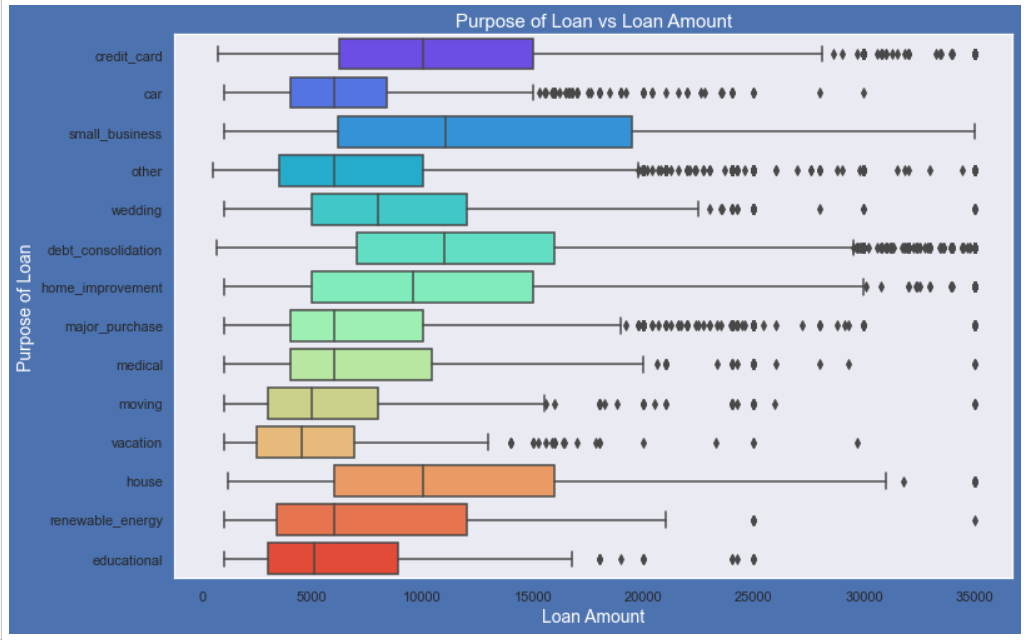 Purpose of Loan vs Loan Amount
Purpose of Loan
credit_card
car
small_business
other
wedding
debt_consolidation
home_improvement
major_purchase
medical
moving
vacation
house
renewable_energy
educational
0 5000 10000 15000 20000 25000 30000 35000
Loan Amount